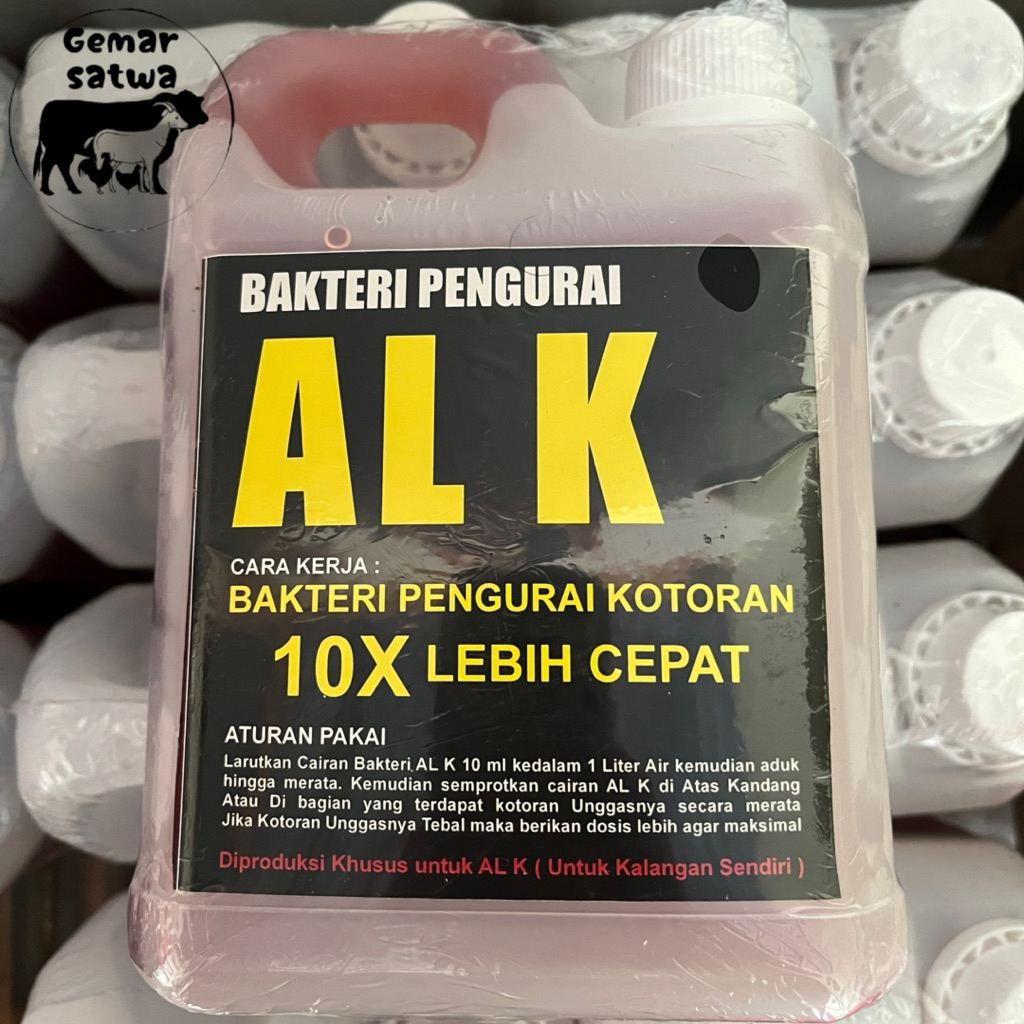 Gemar
satwa
BAKTERI PENGURAI
AL K
CARA KERJA :
BAKTERI PENGURAI KOTORAN
10X LEBIH CEPAT
ATURAN PAKAI
Larutkan Cairan Bakteri AL K 10 ml kedalam 1 Liter Air kemudian aduk
hingga merata. Kemudian semprotkan cairan AL K di Atas Kandang
Atau Di bagian yang terdapat kotoran Unggasnya secara merata
Jika Kotoran Unggasnya Tebal maka berikan dosis lebih agar maksimal
Diproduksi Khusus untuk AL K ( Untuk Kalangan Sendiri )